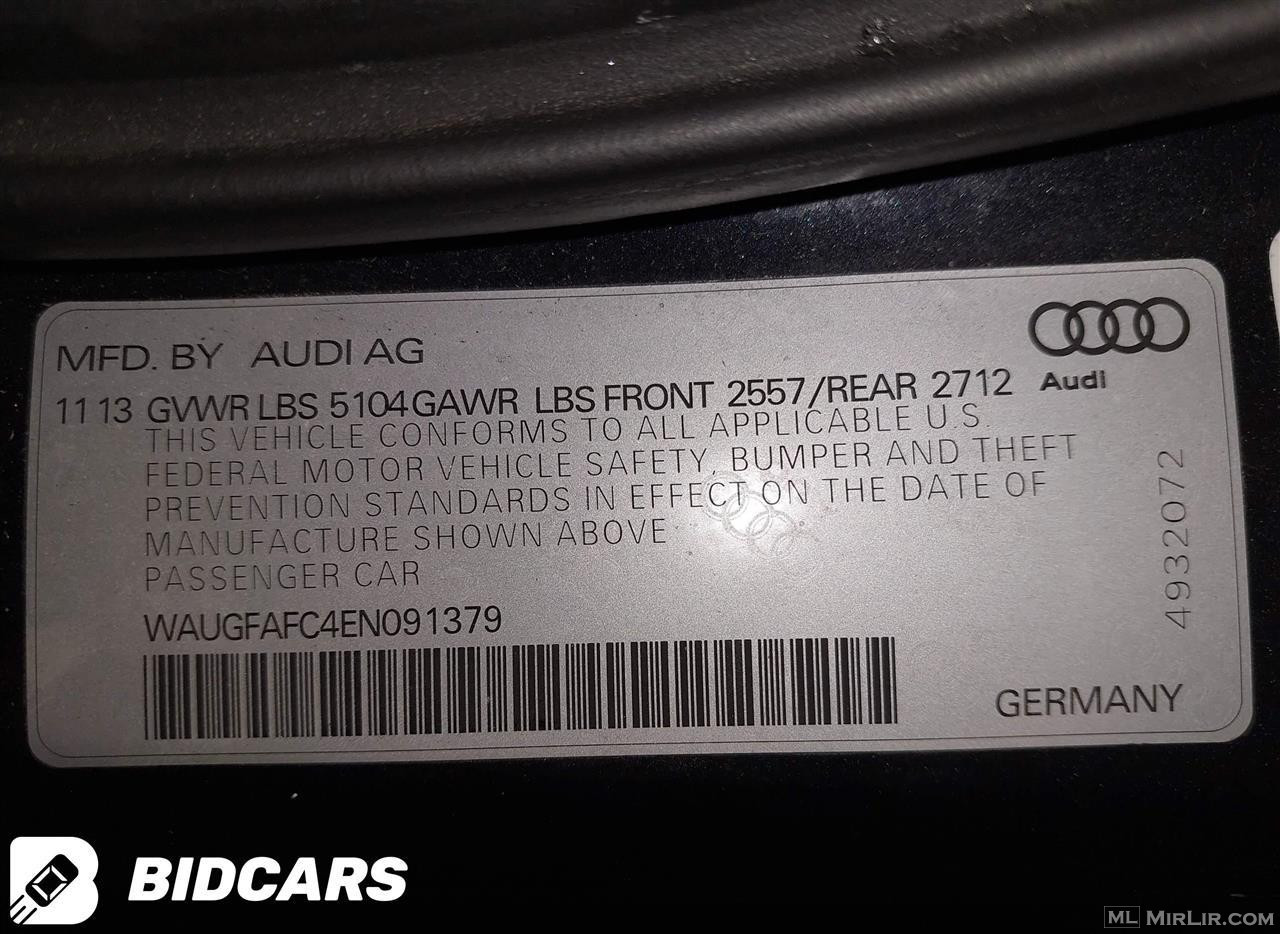 MFD. BY AUDI AG
Audi
11 13 GVWR LBS 5104 GAWR LBS FRONT 2557/REAR 2712
THIS VEHICLE CONFORMS TO ALL APPLICABLE U.S.
FEDERAL MOTOR VEHICLE SAFETY, BUMPER AND THEFT
PREVENTION STANDARDS IN EFFECT ON THE DATE OF
MANUFACTURE SHOWN ABOVE
PASSENGER CAR
WAUGFAFC4EN091379
4932072
GERMANY
BIDCARS
ML MIRLIR.COM